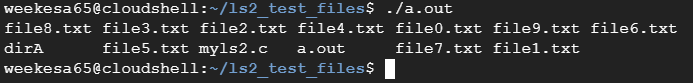 weekesa65@cloudshell:~/ls2_test_files$ ./a.out
file8.txt file3.txt file2.txt file4.txt file0.txt file9.txt file6.txt
dirA file5.txt myls2.c a.out file7.txt file1.txt
weekesa65@cloudshell:~/ls2_test_files$